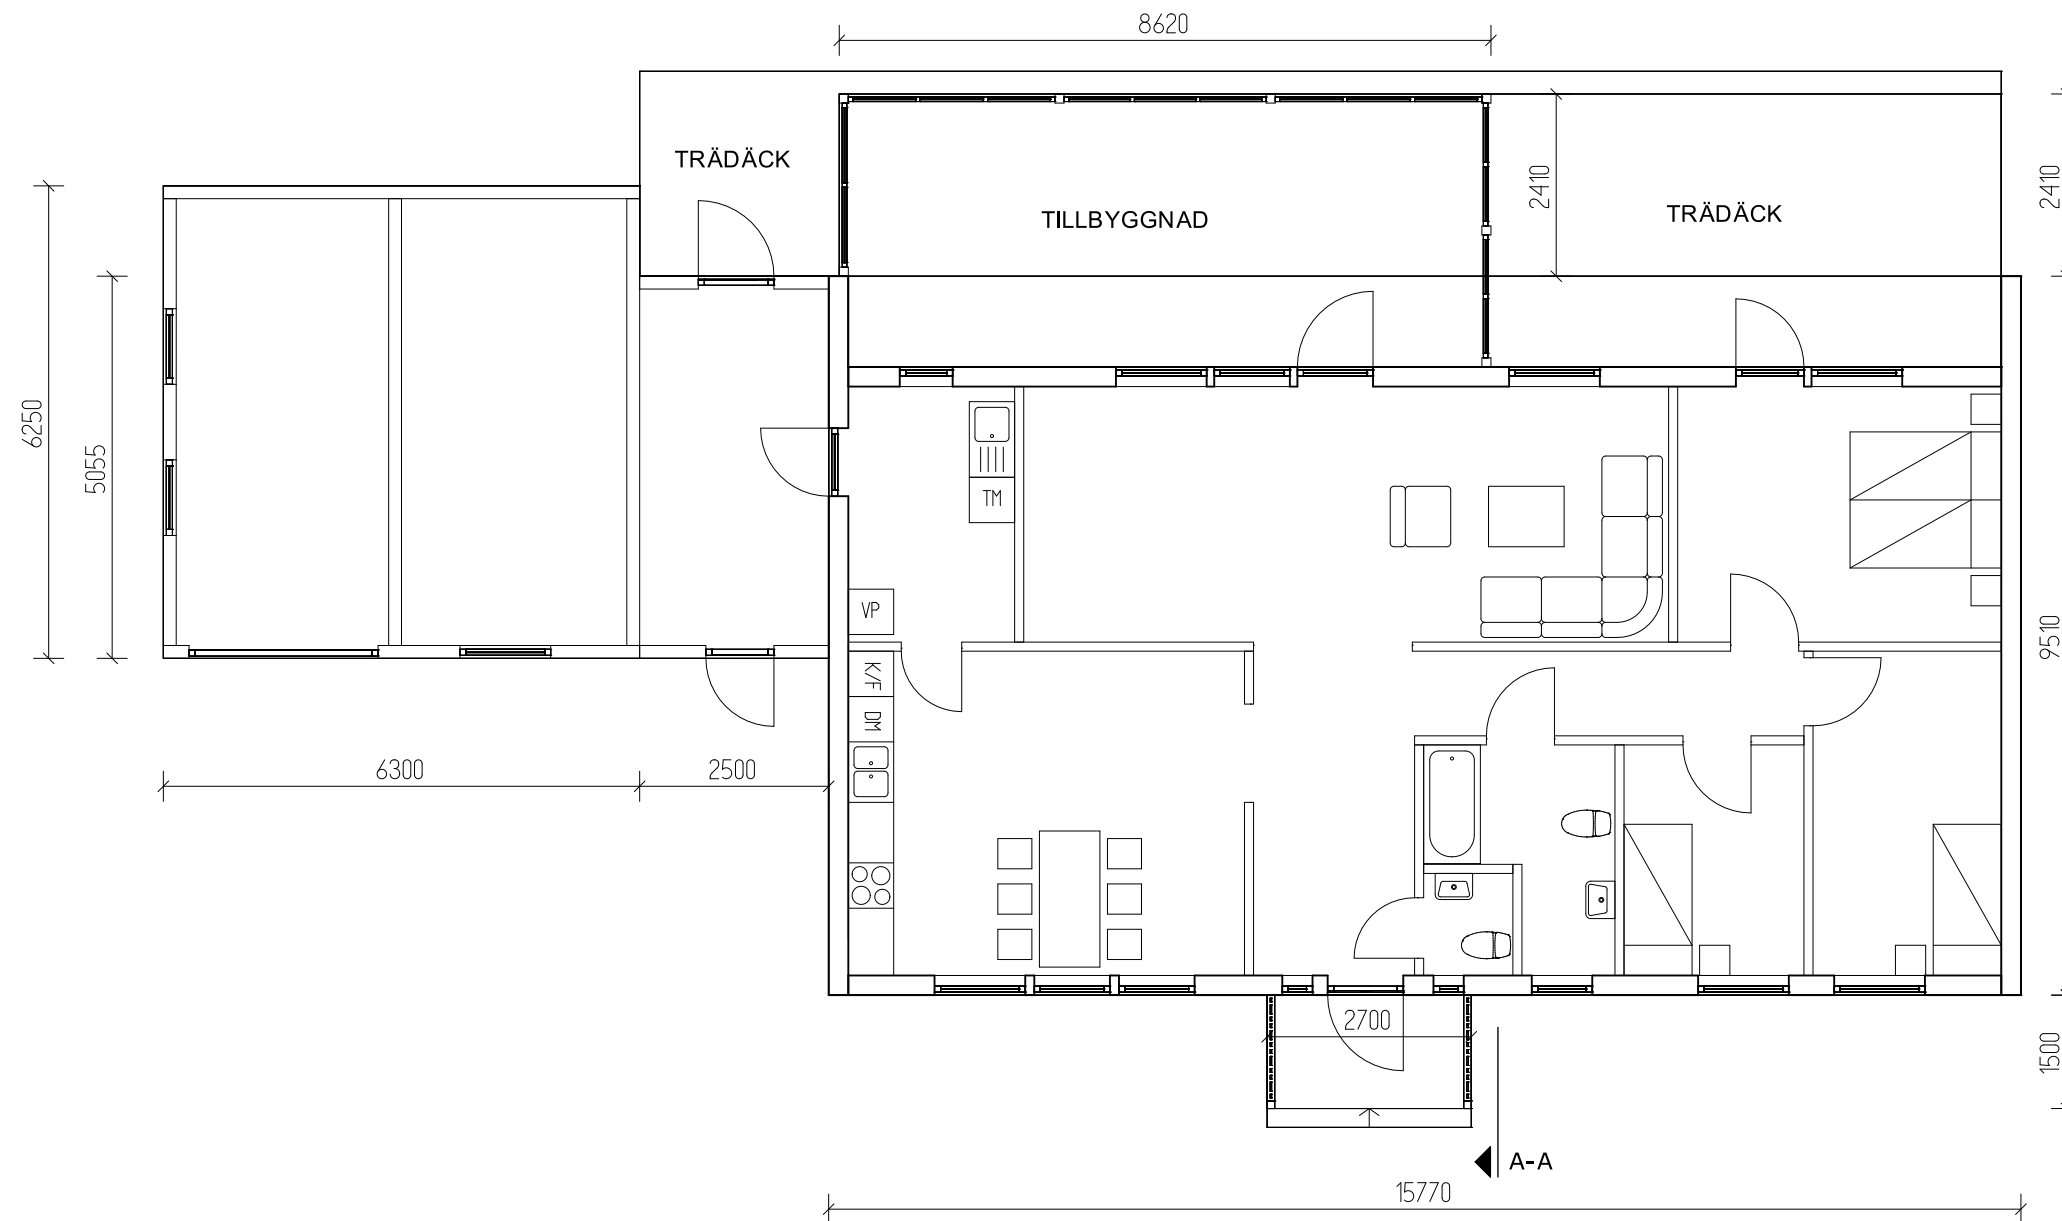 8620
TRÄDÄCK
TILLBYGGNAD
2410
TRÄDÄCK
2410
6250
5055
TM
VP
K/F
DM
9510
6300
2500
2700
1500
A-A
15770